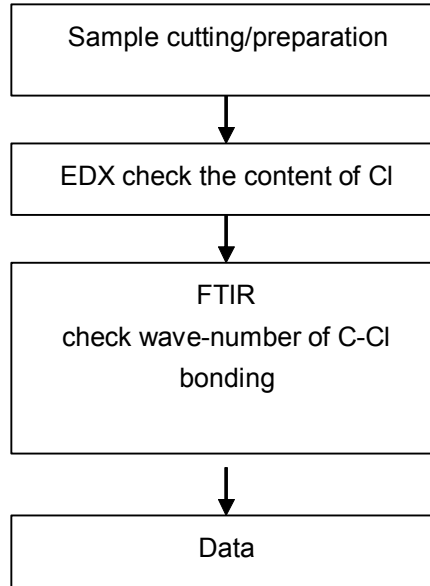 Sample cutting/preparation
EDX check the content of Cl
FTIR
check wave-number of C-Cl
bonding
Data